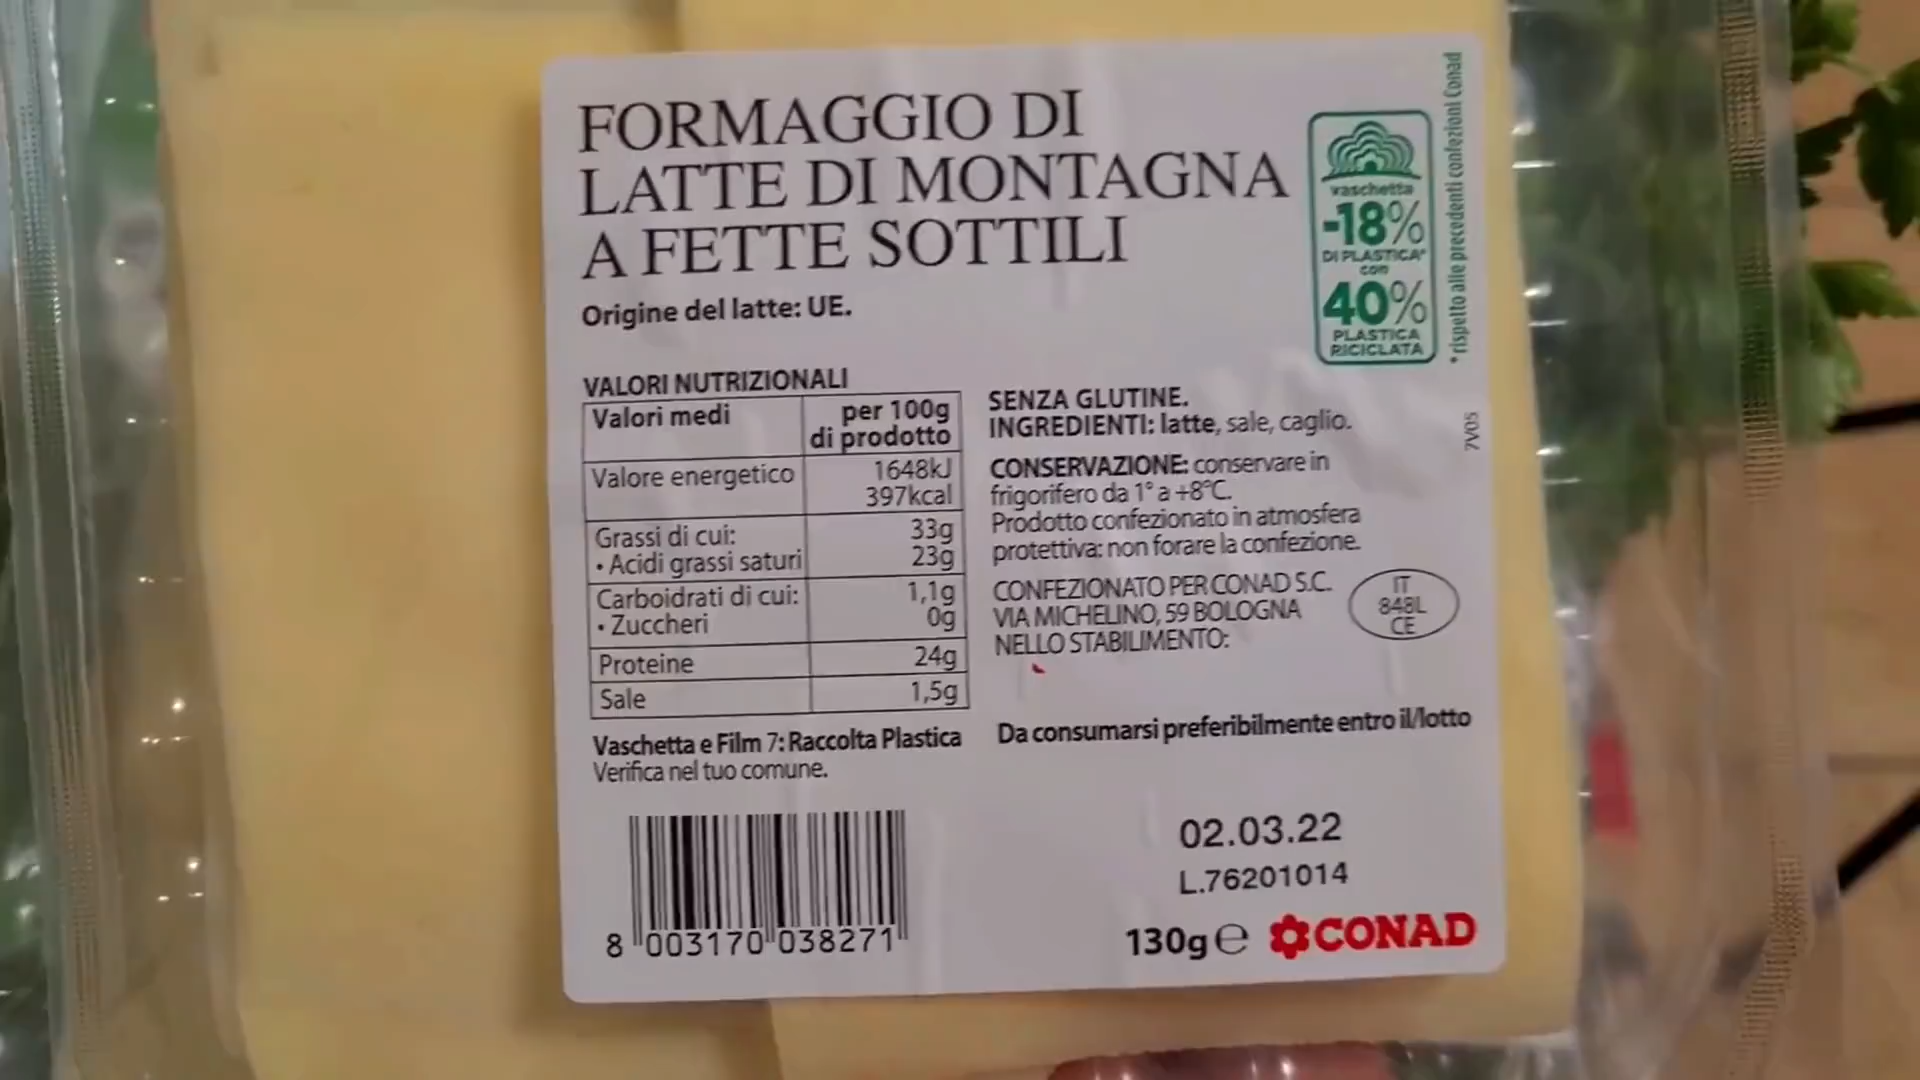 FORMAGGIO DI
LATTE DI MONTAGNA
A FETTE SOTTILI
Origine del latte: UE.
vaschetta
-18%
DI PLASTICA*
con
40%
PLASTICA
RICICLATA
*rispetto alle precedenti confezioni Conad
7V05
VALORI NUTRIZIONALI
Valori medi per 100g
di prodotto
Valore energetico 1648kJ
397kcal
Grassi di cui: 33g
• Acidi grassi saturi 23g
Carboidrati di cui: 1,1g
• Zuccheri 0g
Proteine 24g
Sale 1,5g
Vaschetta e Film 7: Raccolta Plastica
Verifica nel tuo comune.
SENZA GLUTINE.
INGREDIENTI: latte, sale, caglio.
CONSERVAZIONE: conservare in
frigorifero da 1° a +8°C.
Prodotto confezionato in atmosfera
protettiva: non forare la confezione.
CONFEZIONATO PER CONAD S.C.
VIA MICHELINO, 59 BOLOGNA
NELLO STABILIMENTO:
IT
848L
CE
Da consumarsi preferibilmente entro il/lotto
02.03.22
L.76201014
130g e CONAD
8 003170 038271